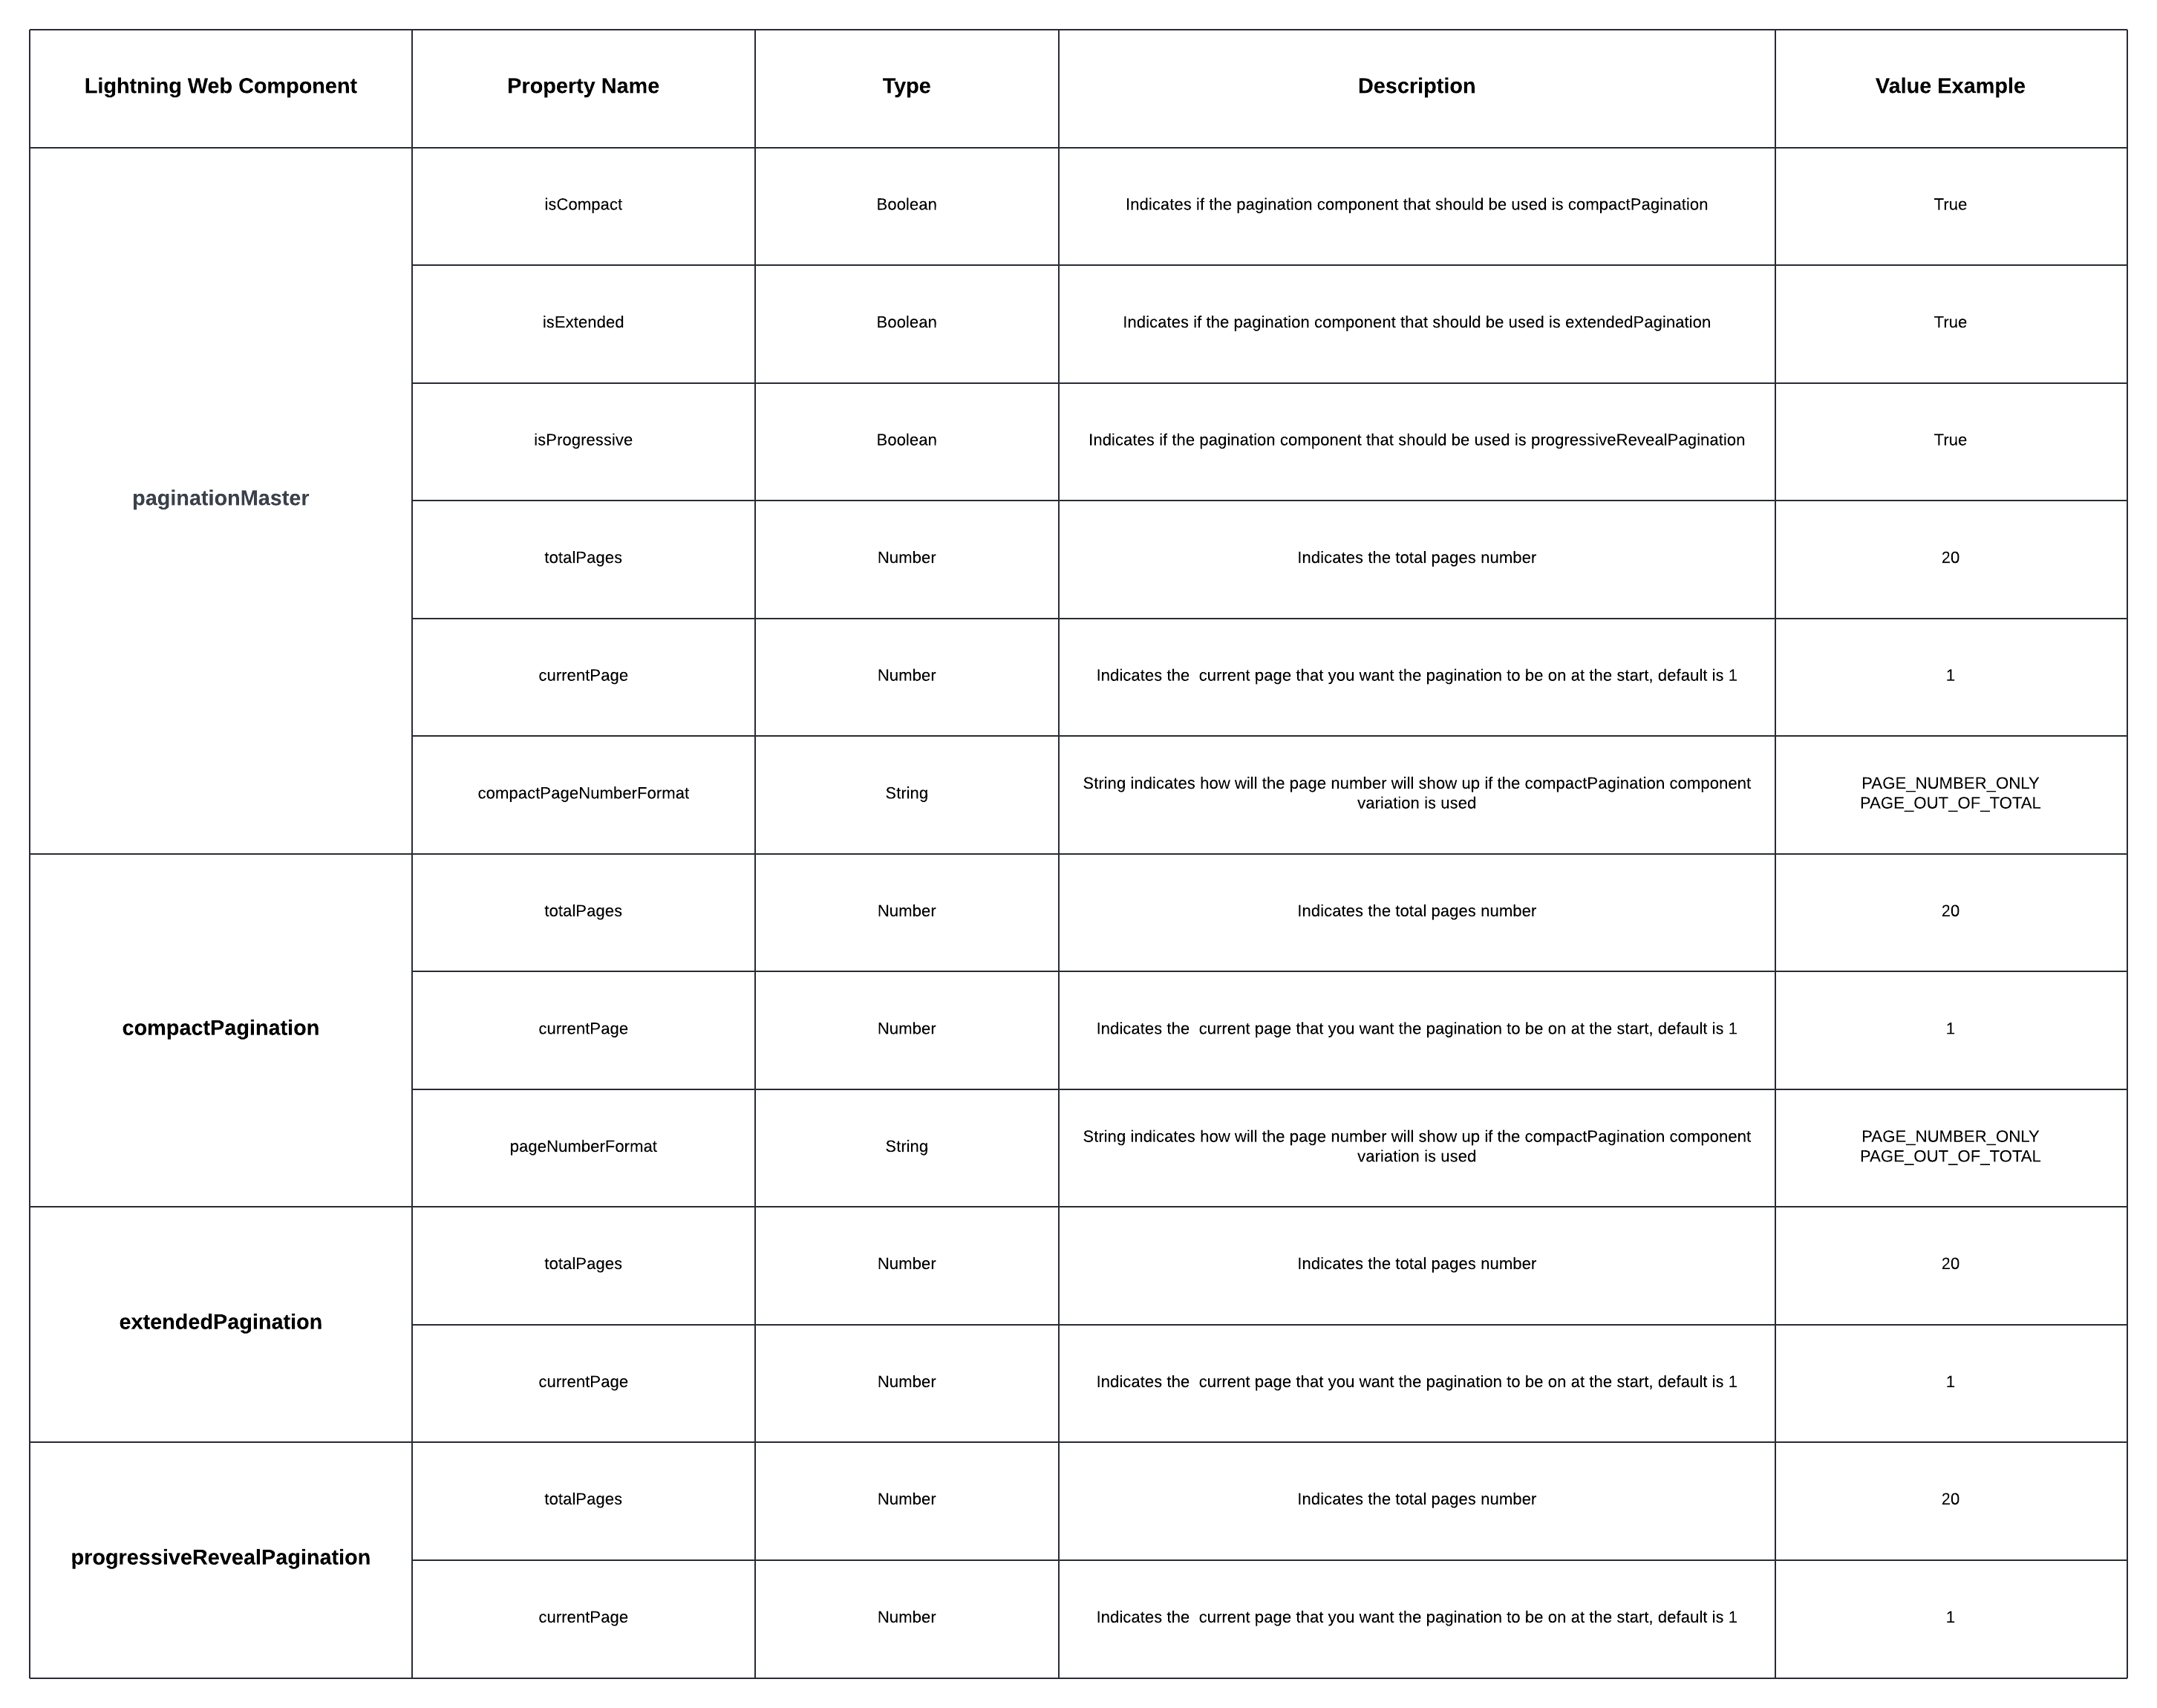 Lightning Web Component
Property Name
Type
Description
Value Example
paginationMaster
isCompact
Boolean
Indicates if the pagination component that should be used is compactPagination
True
isExtended
Boolean
Indicates if the pagination component that should be used is extendedPagination
True
isProgressive
Boolean
Indicates if the pagination component that should be used is progressiveRevealPagination
True
totalPages
Number
Indicates the total pages number
20
currentPage
Number
Indicates the  current page that you want the pagination to be on at the start, default is 1
1
compactPageNumberFormat
String
String indicates how will the page number will show up if the compactPagination component
variation is used
PAGE_NUMBER_ONLY
PAGE_OUT_OF_TOTAL
compactPagination
totalPages
Number
Indicates the total pages number
20
currentPage
Number
Indicates the  current page that you want the pagination to be on at the start, default is 1
1
pageNumberFormat
String
String indicates how will the page number will show up if the compactPagination component
variation is used
PAGE_NUMBER_ONLY
PAGE_OUT_OF_TOTAL
extendedPagination
totalPages
Number
Indicates the total pages number
20
currentPage
Number
Indicates the  current page that you want the pagination to be on at the start, default is 1
1
progressiveRevealPagination
totalPages
Number
Indicates the total pages number
20
currentPage
Number
Indicates the  current page that you want the pagination to be on at the start, default is 1
1